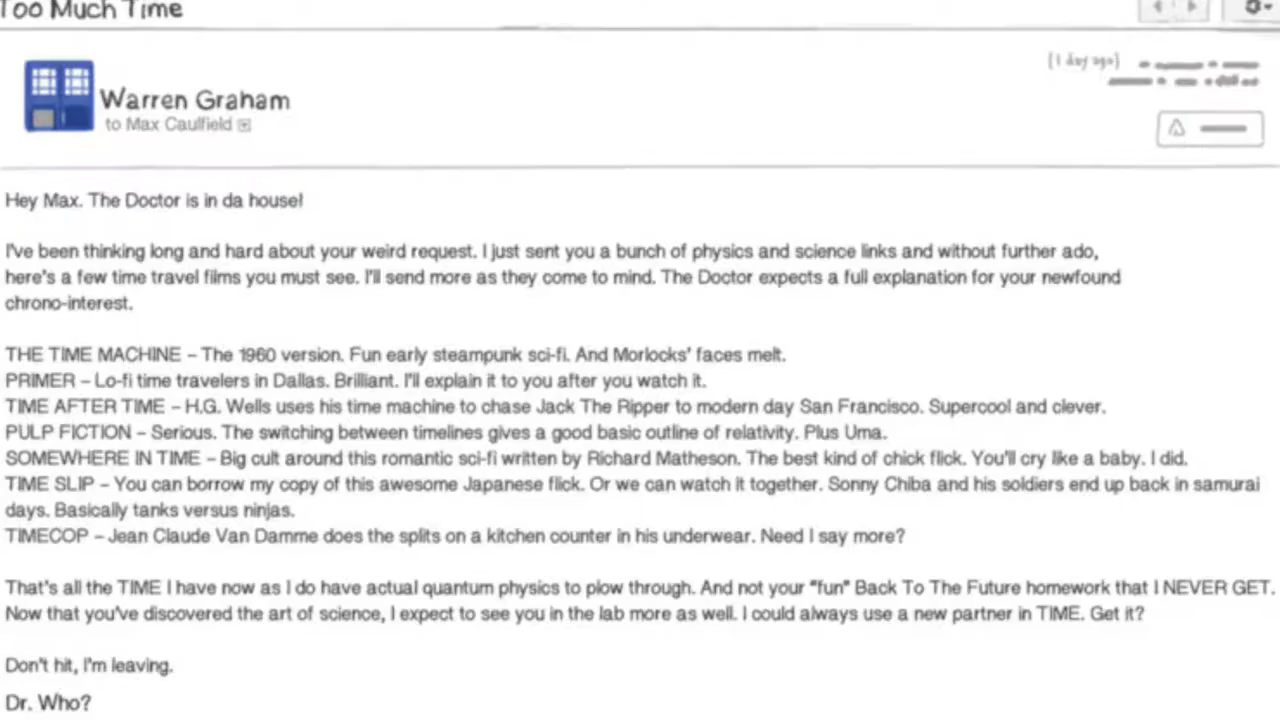 Too Much Time
Warren Graham
[1 day ago]
to Max Caulfield
Hey Max. The Doctor is in da house!
I've been thinking long and hard about your weird request. I just sent you a bunch of physics and science links and without further ado,
here's a few time travel films you must see. I'll send more as they come to mind. The Doctor expects a full explanation for your newfound
chrono-interest.
THE TIME MACHINE – The 1960 version. Fun early steampunk sci-fi. And Morlocks' faces melt.
PRIMER – Lo-fi time travelers in Dallas. Brilliant. I'll explain it to you after you watch it.
TIME AFTER TIME – H.G. Wells uses his time machine to chase Jack The Ripper to modern day San Francisco. Supercool and clever.
PULP FICTION – Serious. The switching between timelines gives a good basic outline of relativity. Plus Uma.
SOMEWHERE IN TIME – Big cult around this romantic sci-fi written by Richard Matheson. The best kind of chick flick. You'll cry like a baby. I did.
TIME SLIP – You can borrow my copy of this awesome Japanese flick. Or we can watch it together. Sonny Chiba and his soldiers end up back in samurai
days. Basically tanks versus ninjas.
TIMECOP – Jean Claude Van Damme does the splits on a kitchen counter in his underwear. Need I say more?
That's all the TIME I have now as I do have actual quantum physics to plow through. And not your "fun" Back To The Future homework that I NEVER GET.
Now that you've discovered the art of science, I expect to see you in the lab more as well. I could always use a new partner in TIME. Get it?
Don't hit, I'm leaving.
Dr. Who?